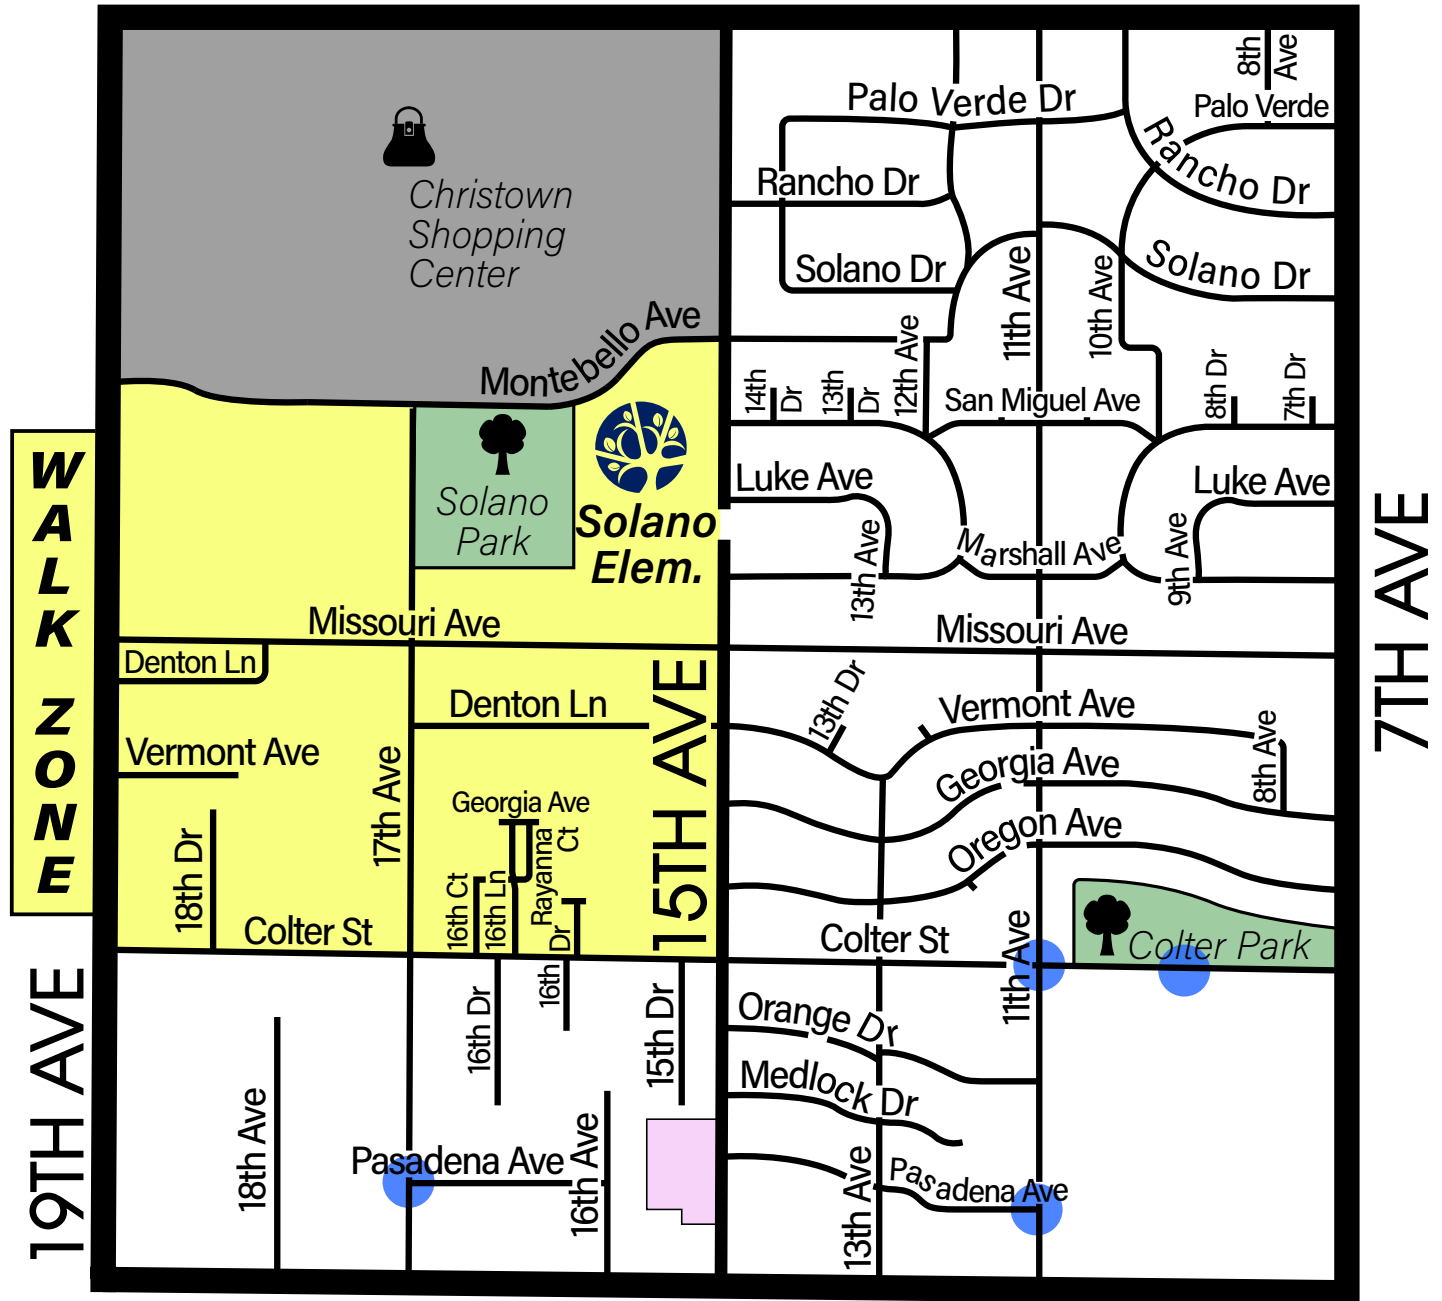 8th
Ave
Palo Verde Dr
Palo Verde
Rancho Dr
Rancho Dr
Christown
Shopping
Center
Solano Dr
Solano Dr
11th Ave
10th Ave
Montebello Ave
12th Ave
14th
Dr
13th
Dr
San Miguel Ave
8th Dr
7th Dr
WALK ZONE
Solano
Park
Solano
Elem.
Luke Ave
Luke Ave
13th Ave
Marshall Ave
9th Ave
7TH AVE
Missouri Ave
Missouri Ave
Denton Ln
Denton Ln
15TH AVE
13th Dr
Vermont Ave
Vermont Ave
8th Ave
17th Ave
Georgia Ave
Georgia Ave
Rayanna
Ct
Oregon Ave
18th Dr
16th Ct
16th Ln
Dr
Colter St
Colter St
11th Ave
Colter Park
19TH AVE
16th Dr
16th
15th Dr
Orange Dr
Medlock Dr
18th Ave
Pasadena Ave
16th Ave
13th Ave
Pasadena Ave